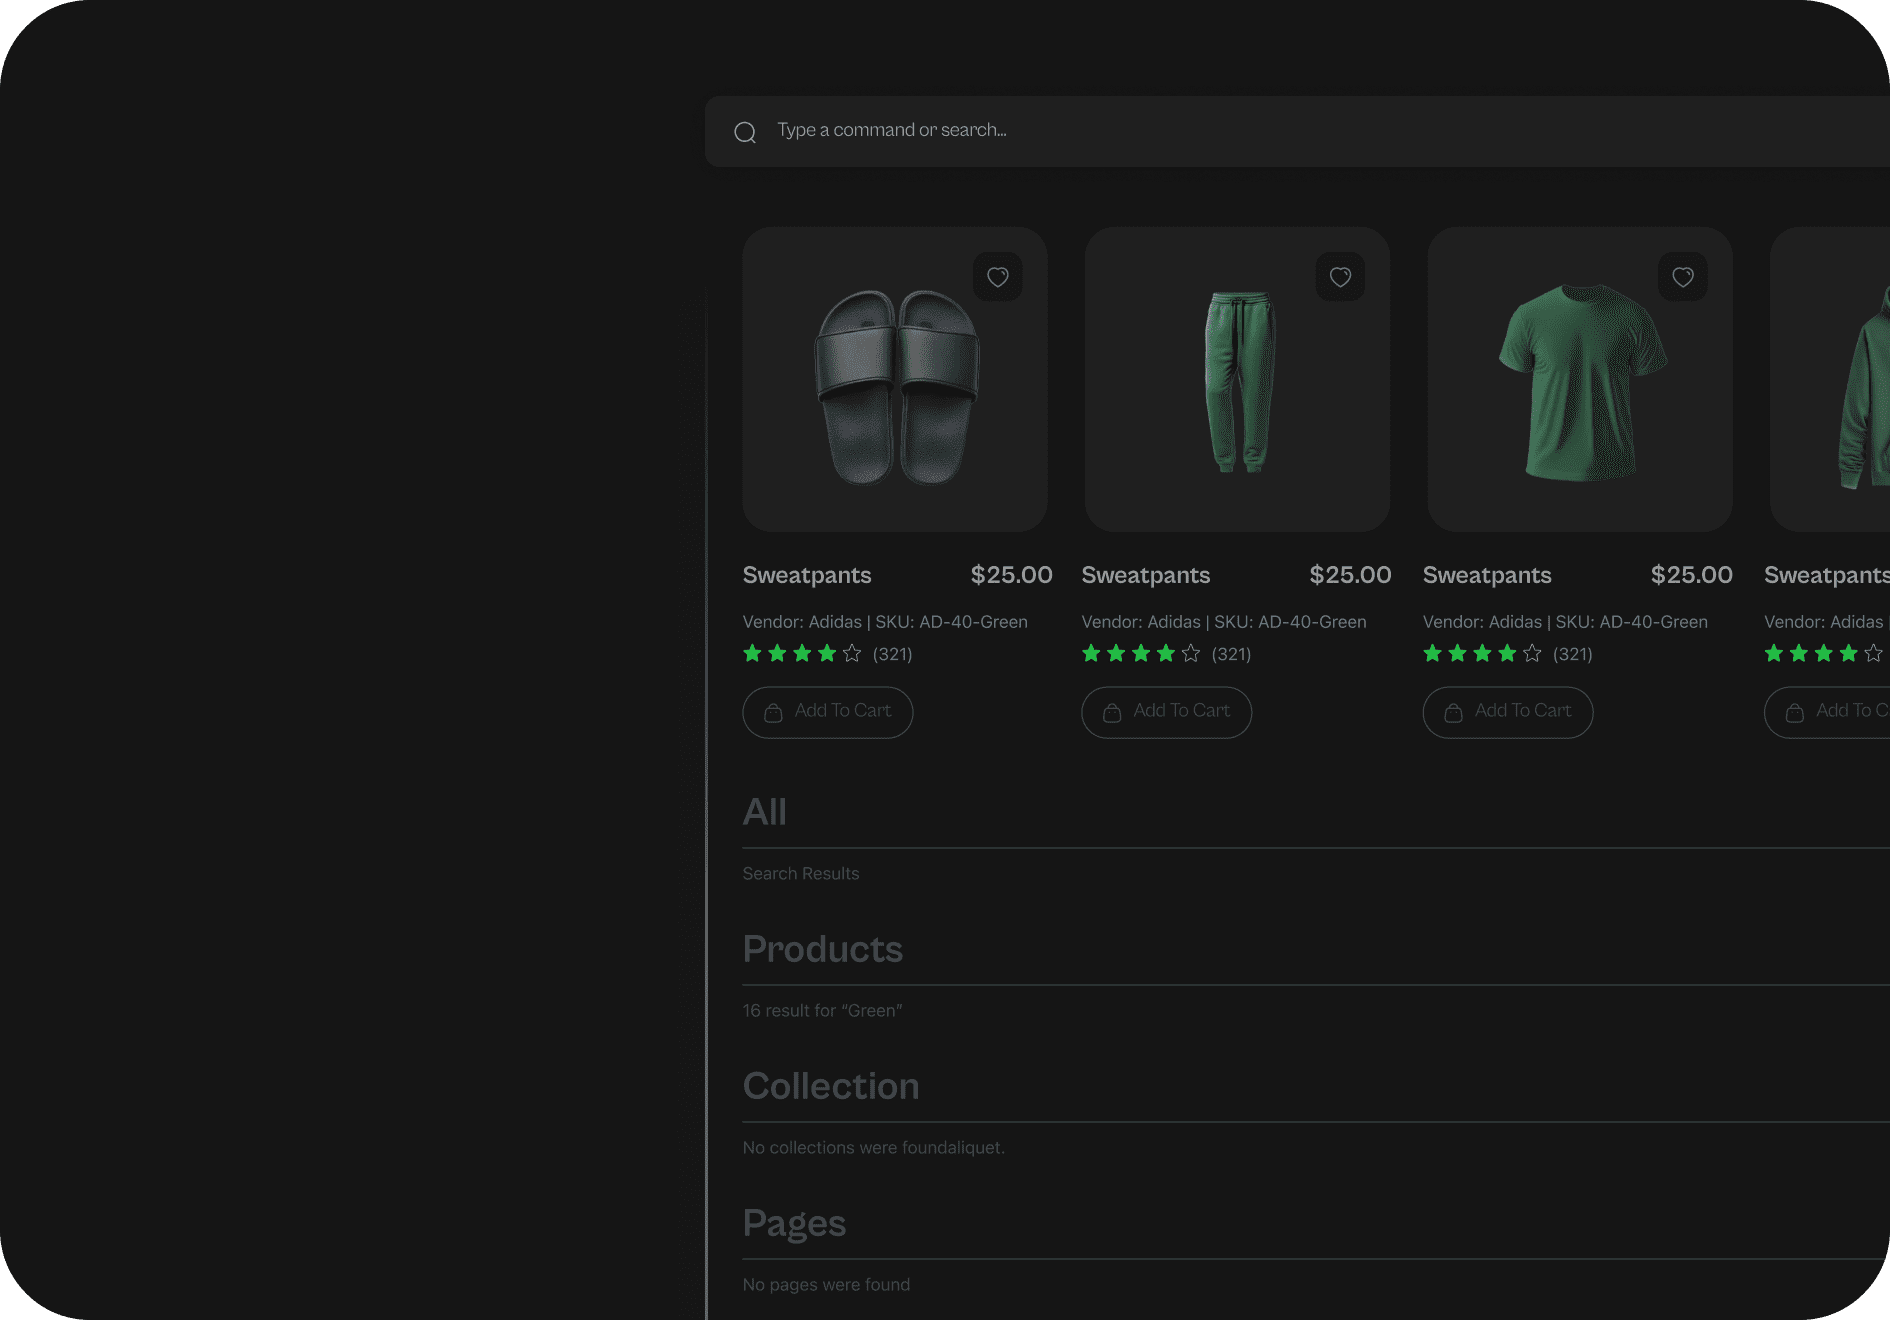 Type a command or search...
Sweatpants $25.00 Sweatpants $25.00 Sweatpants $25.00 Sweatpants
Vendor: Adidas | SKU: AD-40-Green Vendor: Adidas | SKU: AD-40-Green Vendor: Adidas | SKU: AD-40-Green Vendor: Adidas |
(321) (321) (321)
Add To Cart Add To Cart Add To Cart Add To C
All
Search Results
Products
16 result for “Green”
Collection
No collections were foundaliquet.
Pages
No pages were found